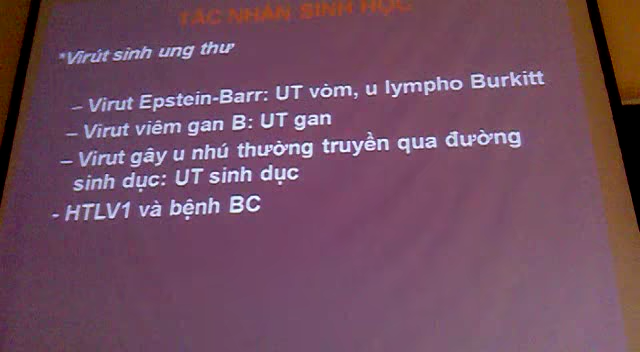 TÁC NHÂN SINH HỌC
*Virút sinh ung thư
– Virut Epstein-Barr: UT vòm, u lympho Burkitt
– Virut viêm gan B: UT gan
– Virut gây u nhú thường truyền qua đường
sinh dục: UT sinh dục
- HTLV1 và bệnh BC